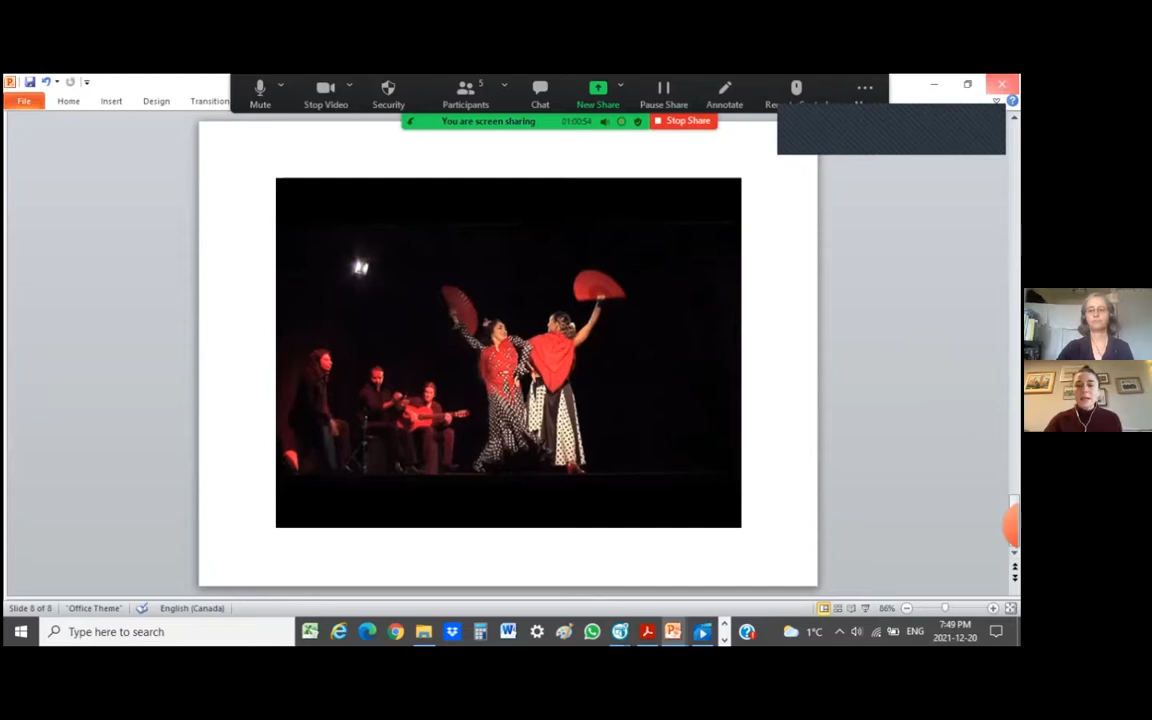 Mute
Stop Video
Security
5
Participants
Chat
New Share
Pause Share
Annotate
You are screen sharing
01:00:54
Stop Share
File
Home
Insert
Design
Slide 8 of 8
"Office Theme"
English (Canada)
86%
Type here to search
1°C
ENG
7:49 PM
2021-12-20